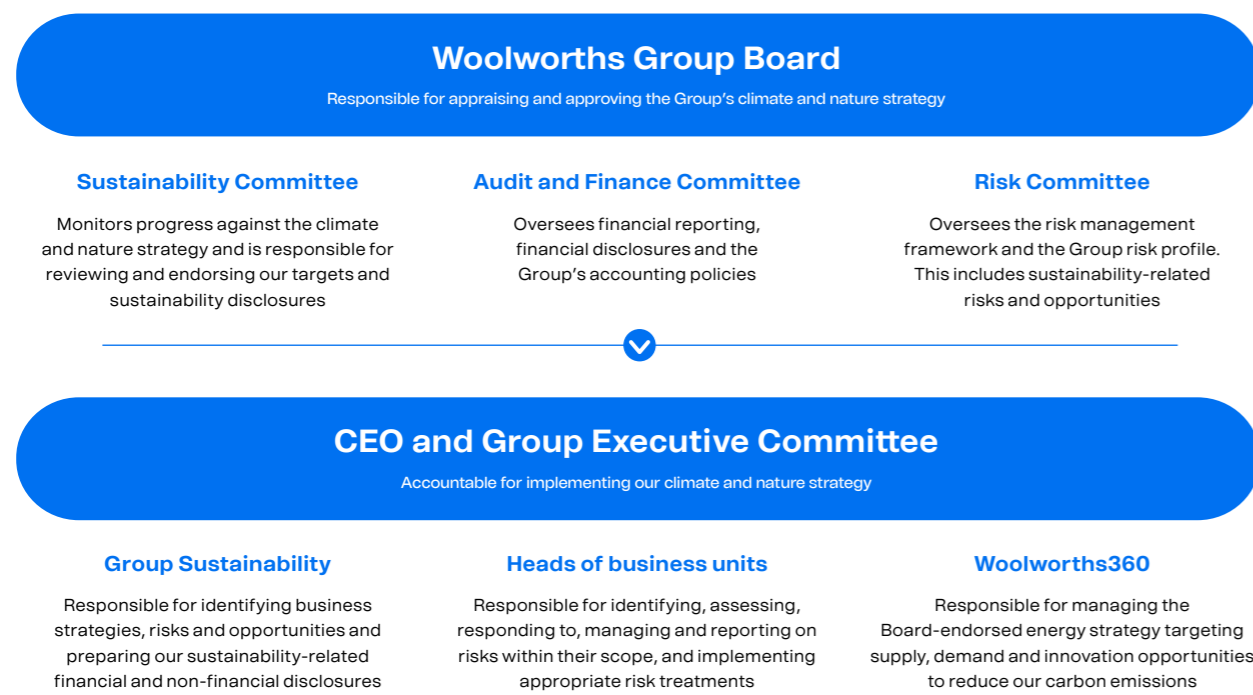 Woolworths Group Board
Responsible for appraising and approving the Group's climate and nature strategy
Sustainability Committee
Monitors progress against the climate
and nature strategy and is responsible for
reviewing and endorsing our targets and
sustainability disclosures
Audit and Finance Committee
Oversees financial reporting,
financial disclosures and the
Group's accounting policies
Risk Committee
Oversees the risk management
framework and the Group risk profile.
This includes sustainability-related
risks and opportunities
CEO and Group Executive Committee
Accountable for implementing our climate and nature strategy
Group Sustainability
Responsible for identifying business
strategies, risks and opportunities and
preparing our sustainability-related
financial and non-financial disclosures
Heads of business units
Responsible for identifying, assessing,
responding to, managing and reporting on
risks within their scope, and implementing
appropriate risk treatments
Woolworths360
Responsible for managing the
Board-endorsed energy strategy targeting
supply, demand and innovation opportunities
to reduce our carbon emissions